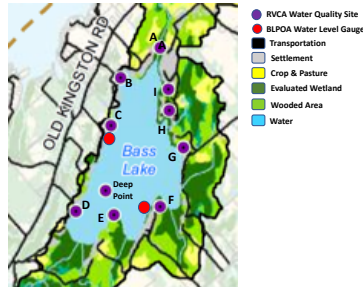 RVCA Water Quality Site
BLPOA Water Level Gauge
Transportation
Settlement
Crop & Pasture
Evaluated Wetland
Wooded Area
Water
OLD KINGSTON RD
A
A
B
I
C
H
Bass
Lake
G
Deep
Point
D
E
F